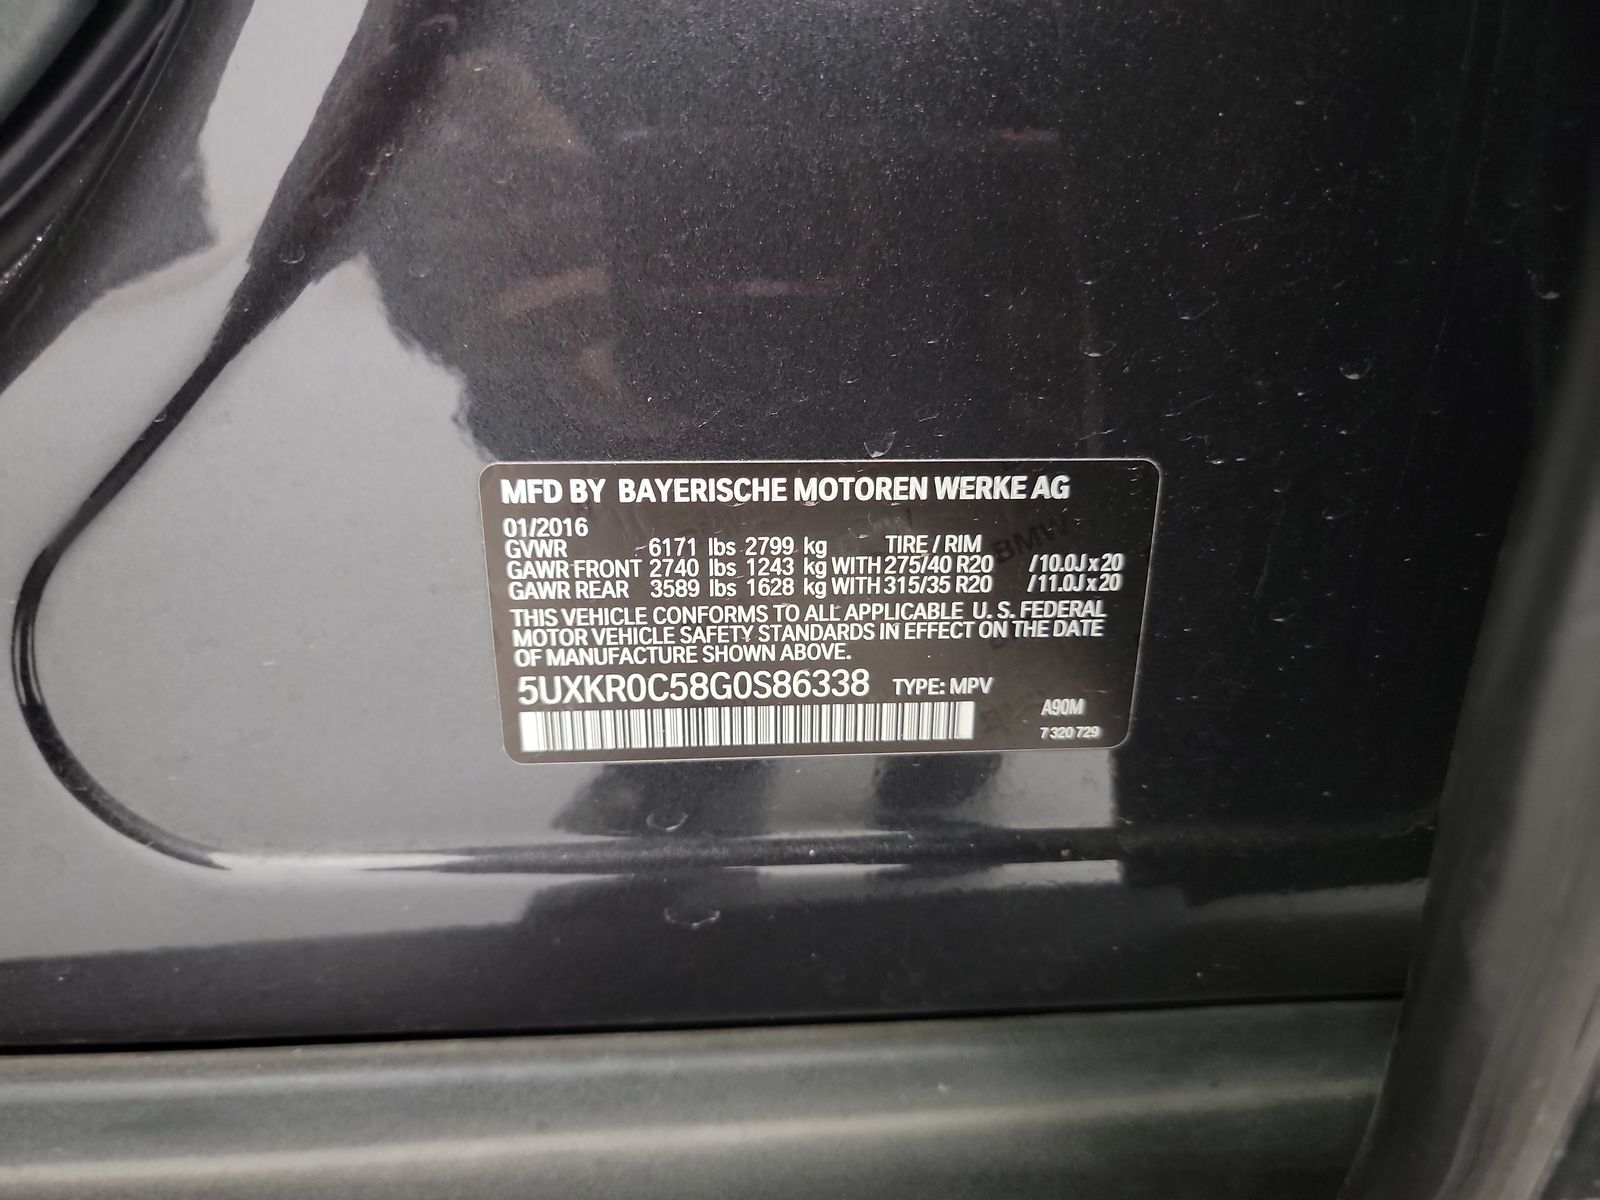 MFD BY BAYERISCHE MOTOREN WERKE AG
01/2016
GVWR 6171 lbs 2799 kg TIRE / RIM
GAWR FRONT 2740 lbs 1243 kg WITH 275/40 R20 /10.0J x 20
GAWR REAR 3589 lbs 1628 kg WITH 315/35 R20 /11.0J x 20
THIS VEHICLE CONFORMS TO ALL APPLICABLE U. S. FEDERAL
MOTOR VEHICLE SAFETY STANDARDS IN EFFECT ON THE DATE
OF MANUFACTURE SHOWN ABOVE.
5UXKR0C58G0S86338 TYPE: MPV
A90M
7 320 729
BMW